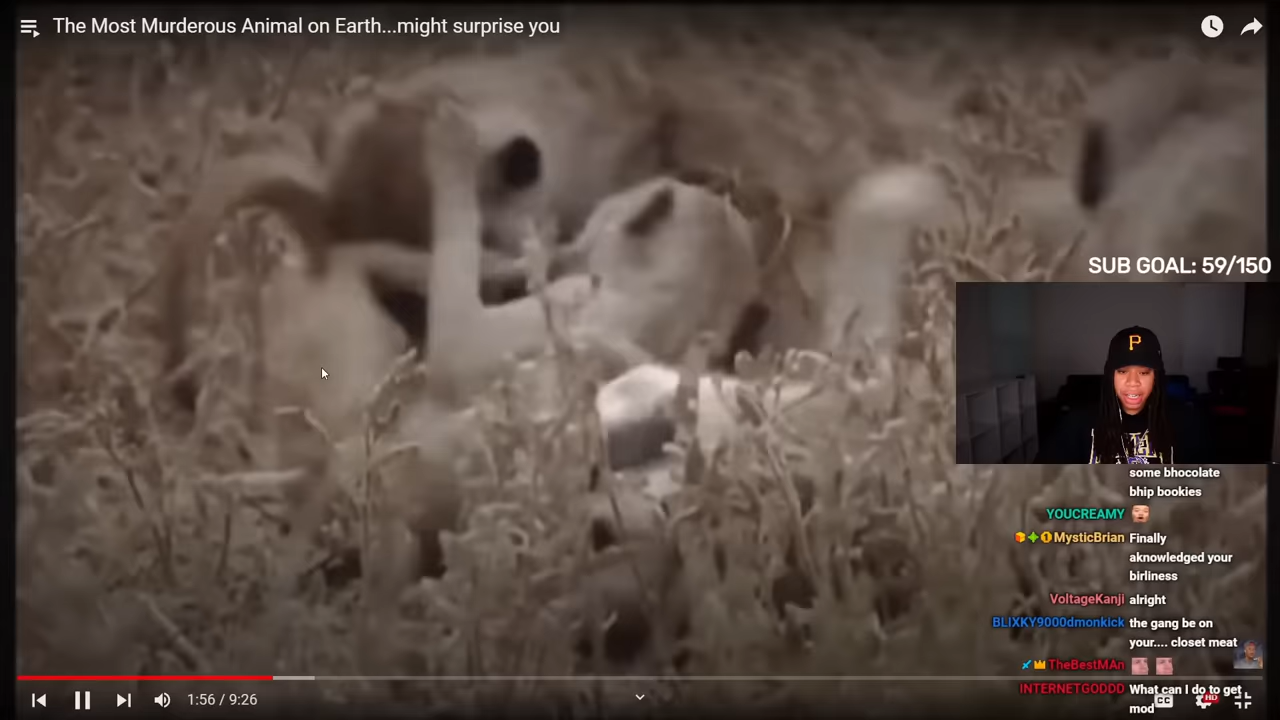 The Most Murderous Animal on Earth...might surprise you
SUB GOAL: 59/150
P
some bhocolate
bhip bookies
YOUCREAMY
MysticBrian Finally
aknowledged your
birliness
VoltageKanji alright
BLIXKY9000dmonkick the gang be on
your.... closet meat
TheBestMAn
INTERNETGODDD What can I do to get
mod
CC
HD
1:56 / 9:26